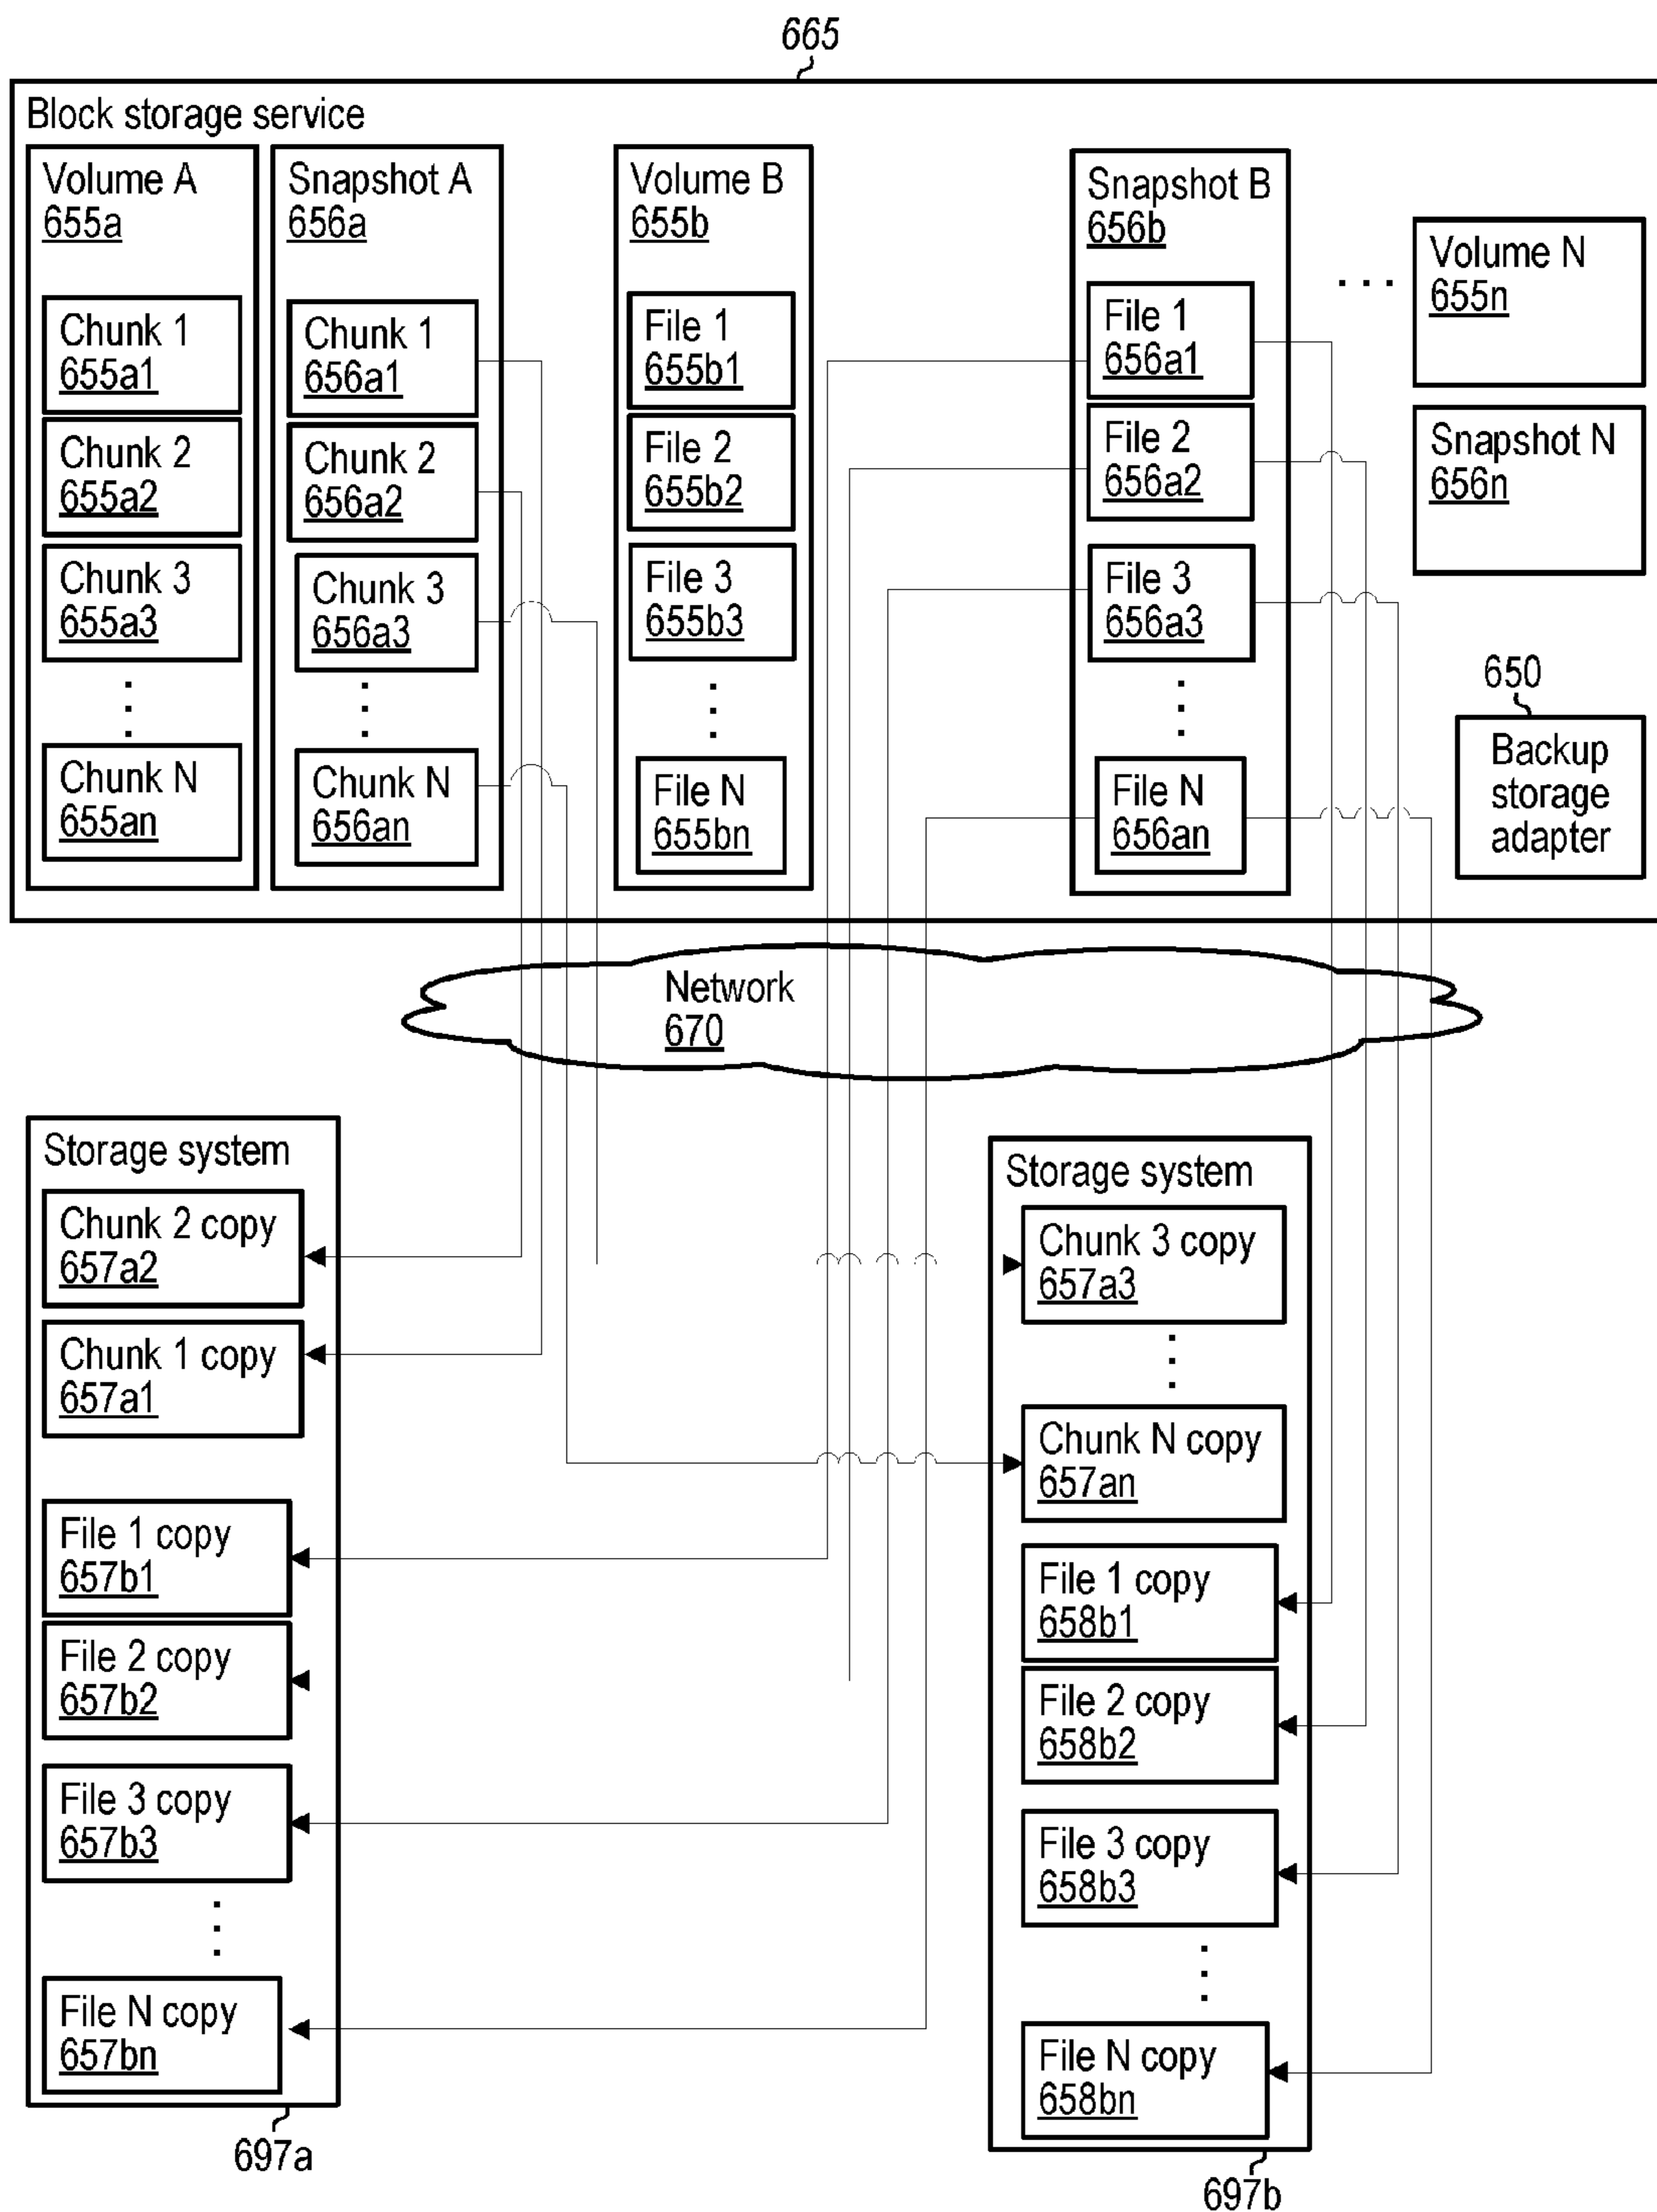 665
Block storage service
Volume A
655a
Chunk 1
655a1
Chunk 2
655a2
Chunk 3
655a3
Chunk N
655an
Snapshot A
656a
Chunk 1
656a1
Chunk 2
656a2
Chunk 3
656a3
Chunk N
656an
Volume B
655b
File 1
655b1
File 2
655b2
File 3
655b3
File N
655bn
Snapshot B
656b
File 1
656a1
File 2
656a2
File 3
656a3
File N
656an
Volume N
655n
Snapshot N
656n
650
Backup
storage
adapter
Network
670
Storage system
Chunk 2 copy
657a2
Chunk 1 copy
657a1
File 1 copy
657b1
File 2 copy
657b2
File 3 copy
657b3
File N copy
657bn
697a
Storage system
Chunk 3 copy
657a3
Chunk N copy
657an
File 1 copy
658b1
File 2 copy
658b2
File 3 copy
658b3
File N copy
658bn
697b